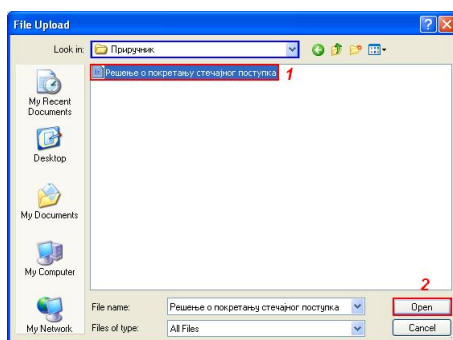 File Upload
Look in: Приручник
My Recent Documents
Desktop
My Documents
My Computer
My Network
Решење о покретању стечајног поступка 1
2
File name: Решење о покретању стечајног поступка Open
Files of type: All Files Cancel